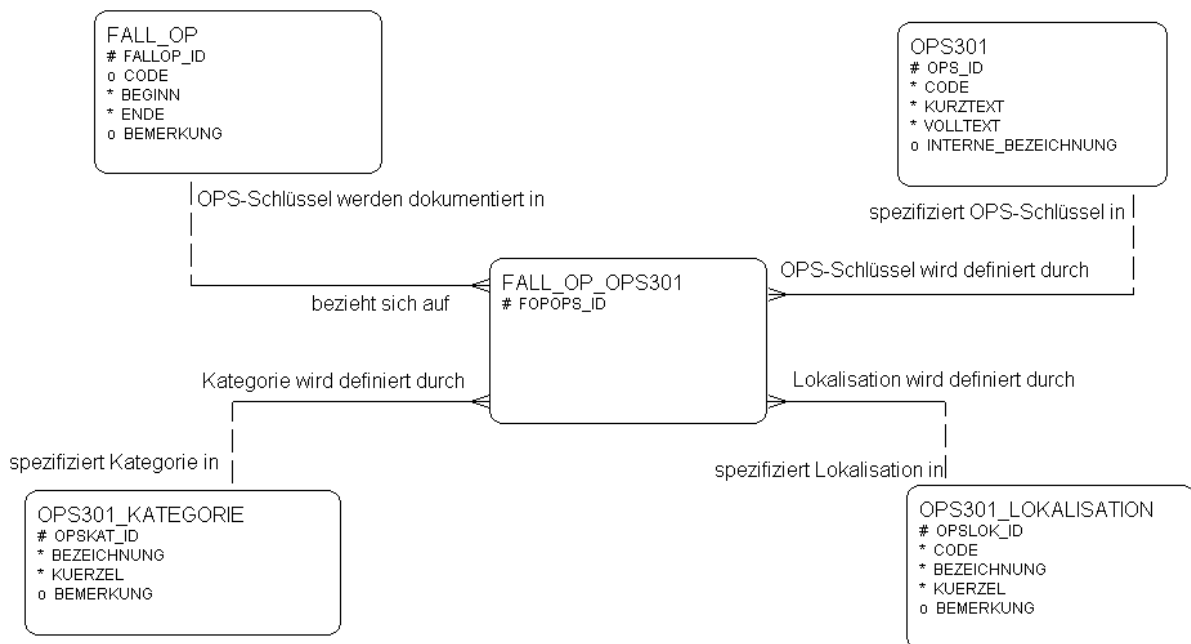 FALL_OP
# FALLOP_ID
o CODE
* BEGINN
* ENDE
o BEMERKUNG
OPS301
# OPS_ID
* CODE
* KURZTEXT
* VOLLTEXT
o INTERNE_BEZEICHNUNG
OPS-Schlüssel werden dokumentiert in
spezifiziert OPS-Schlüssel in
FALL_OP_OPS301
# FOPOPS_ID
OPS-Schlüssel wird definiert durch
bezieht sich auf
Kategorie wird definiert durch
Lokalisation wird definiert durch
spezifiziert Kategorie in
spezifiziert Lokalisation in
OPS301_KATEGORIE
# OPSKAT_ID
* BEZEICHNUNG
* KUERZEL
o BEMERKUNG
OPS301_LOKALISATION
# OPSLOK_ID
* CODE
* BEZEICHNUNG
* KUERZEL
o BEMERKUNG